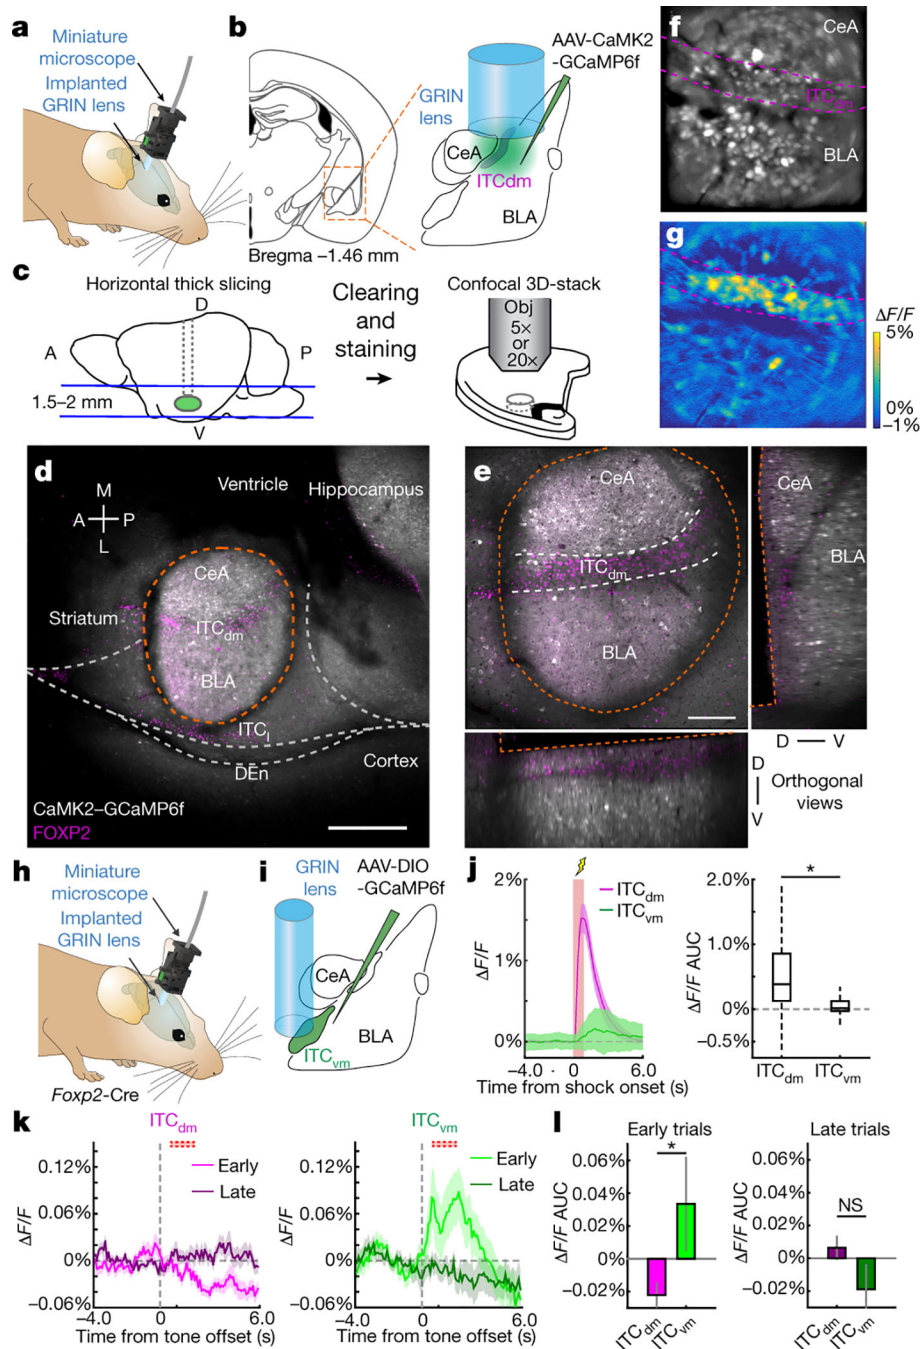 a
Miniature
microscope
Implanted
GRIN lens
b
AAV-CaMK2
-GCaMP6f
GRIN
lens
CeA
ITCdm
BLA
Bregma –1.46 mm
c
Horizontal thick slicing
D
A
P
1.5–2 mm
V
Clearing
and
staining
Confocal 3D-stack
Obj
5×
or
20×
f
CeA
ITCdm
BLA
g
ΔF/F
5%
0%
–1%
d
M
A P
L
Ventricle
Hippocampus
CeA
Striatum
ITCdm
BLA
ITCl
DEn
Cortex
CaMK2–GCaMP6f
FOXP2
e
CeA
ITCdm
BLA
CeA
BLA
D V
D
V
Orthogonal
views
h
Miniature
microscope
Implanted
GRIN lens
Foxp2-Cre
i
GRIN
lens
AAV-DIO
-GCaMP6f
CeA
BLA
ITCvm
j
2%
1%
0%
ΔF/F
ITCdm
ITCvm
–4.0 0 6.0
Time from shock onset (s)
*
2.0%
1.0%
0%
–0.5%
ΔF/F AUC
ITCdm
ITCvm
k
ITCdm
0.12%
0.06%
0%
–0.06%
ΔF/F
Early
Late
–4.0 0 6.0
Time from tone offset (s)
ITCvm
0.12%
0.06%
0%
–0.06%
ΔF/F
Early
Late
–4.0 0 6.0
Time from tone offset (s)
l
Early trials
*
0.06%
0.04%
0.02%
0%
–0.02%
ΔF/F AUC
ITCdm
ITCvm
Late trials
NS
0.06%
0.04%
0.02%
0%
–0.02%
ΔF/F AUC
ITCdm
ITCvm